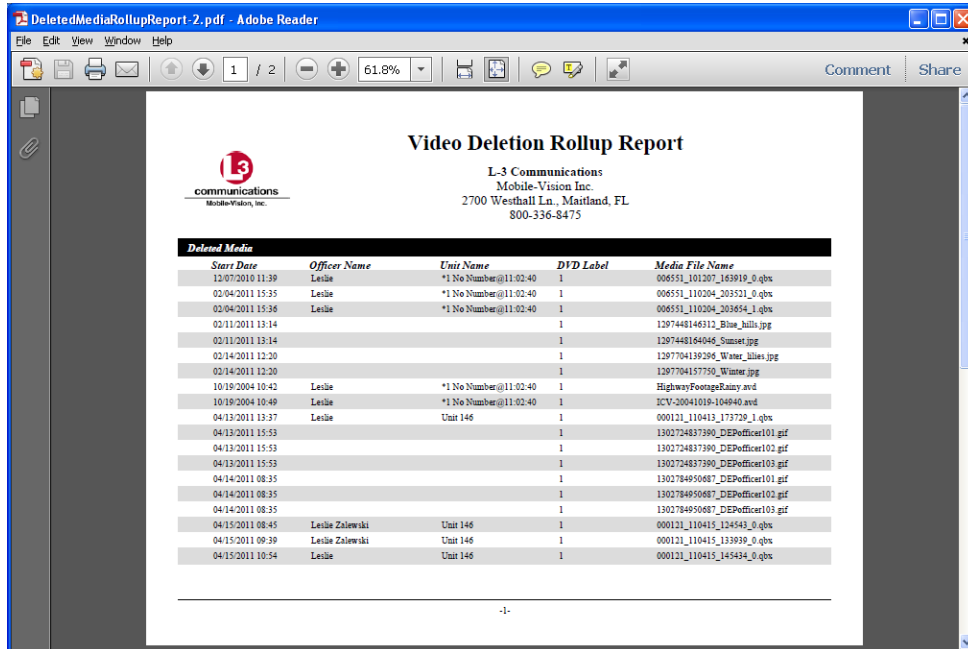 DeletedMediaRollupReport-2.pdf - Adobe Reader
File Edit View Window Help
1 / 2 61.8% Comment Share
Video Deletion Rollup Report
L3
communications
Mobile-Vision, Inc.
L-3 Communications
Mobile-Vision Inc.
2700 Westhall Ln., Maitland, FL
800-336-8475
Deleted Media
Start Date Officer Name Unit Name DVD Label Media File Name
12/07/2010 11:39 Leslie *1 No Number@11:02:40 1 006551_101207_163919_0.qbx
02/04/2011 15:35 Leslie *1 No Number@11:02:40 1 006551_110204_203521_0.qbx
02/04/2011 15:36 Leslie *1 No Number@11:02:40 1 006551_110204_203654_1.qbx
02/11/2011 13:14 1 1297448146312_Blue_hills.jpg
02/11/2011 13:14 1 1297448164046_Sunset.jpg
02/14/2011 12:20 1 1297704139296_Water_lilies.jpg
02/14/2011 12:20 1 1297704157750_Winter.jpg
10/19/2004 10:42 Leslie *1 No Number@11:02:40 1 HighwayFootageRainy.avd
10/19/2004 10:49 Leslie *1 No Number@11:02:40 1 ICV-20041019-104940.avd
04/13/2011 13:37 Leslie Unit 146 1 000121_110413_173729_1.qbx
04/13/2011 15:53 1 1302724837390_DEPofficer101.gif
04/13/2011 15:53 1 1302724837390_DEPofficer102.gif
04/13/2011 15:53 1 1302724837390_DEPofficer103.gif
04/14/2011 08:35 1 1302784950687_DEPofficer101.gif
04/14/2011 08:35 1 1302784950687_DEPofficer102.gif
04/14/2011 08:35 1 1302784950687_DEPofficer103.gif
04/15/2011 08:45 Leslie Zalewski Unit 146 1 000121_110415_124543_0.qbx
04/15/2011 09:39 Leslie Zalewski Unit 146 1 000121_110415_133939_0.qbx
04/15/2011 10:54 Leslie Unit 146 1 000121_110415_145434_0.qbx
-1-